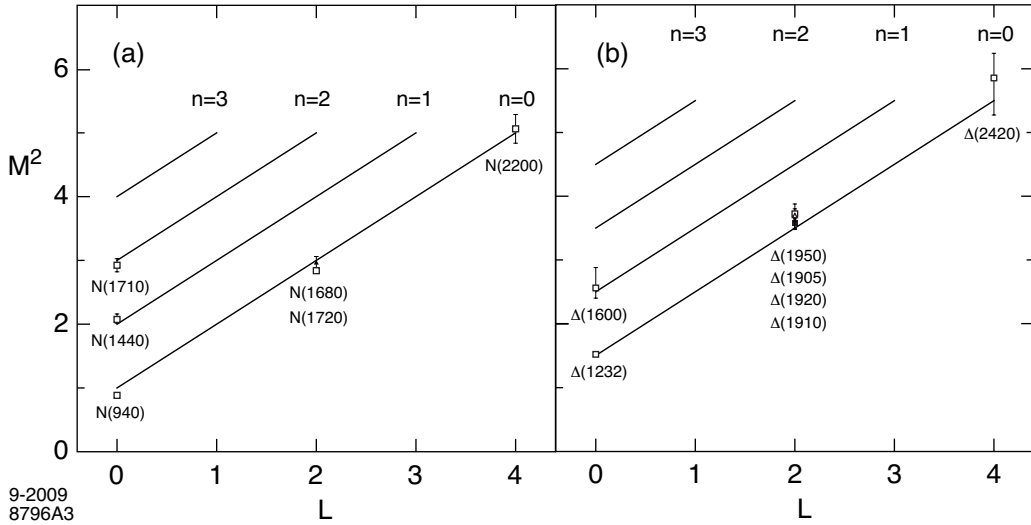 (a)
n=3 n=2 n=1 n=0
6
4
2
0
M²
N(2200)
N(1710)
N(1680)
N(1720)
N(1440)
N(940)
0 1 2 3 4
L
(b)
n=3 n=2 n=1 n=0
Δ(2420)
Δ(1950)
Δ(1905)
Δ(1920)
Δ(1910)
Δ(1600)
Δ(1232)
0 1 2 3 4
L
9-2009
8796A3